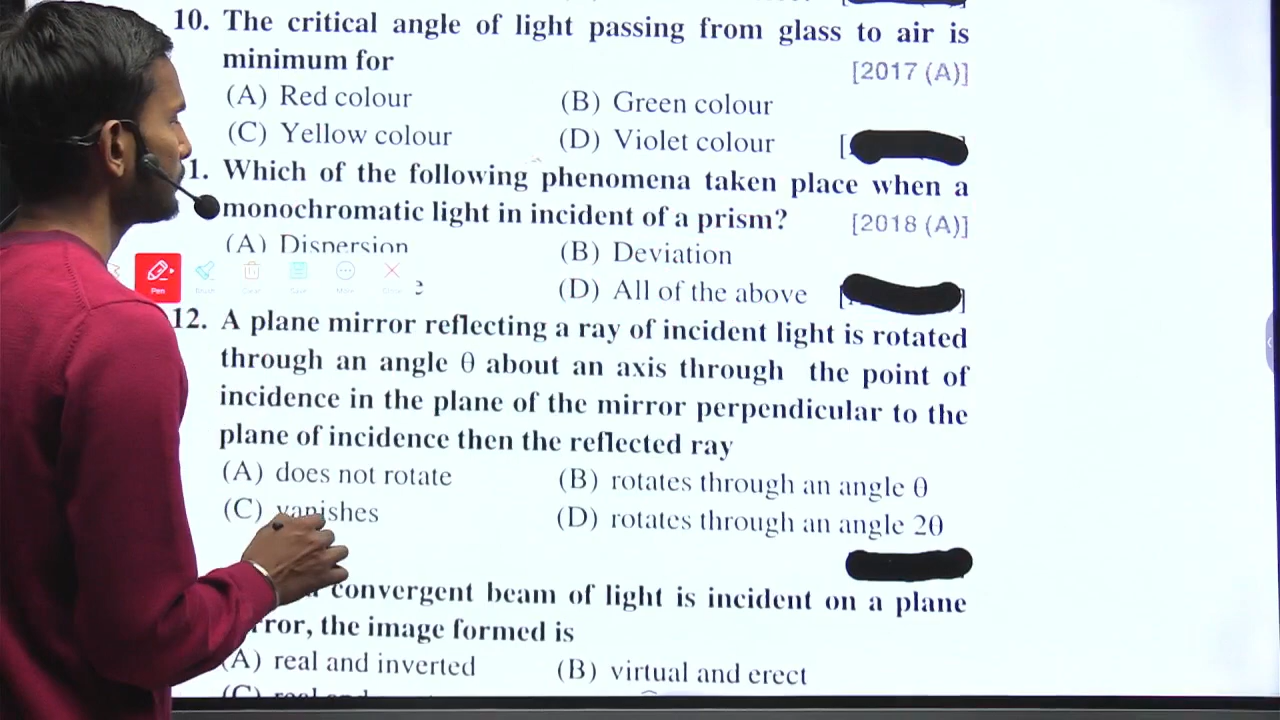 10. The critical angle of light passing from glass to air is
minimum for [2017 (A)]
(A) Red colour (B) Green colour
(C) Yellow colour (D) Violet colour [
1. Which of the following phenomena taken place when a
monochromatic light in incident of a prism? [2018 (A)]
(A) Dispersion (B) Deviation
(D) All of the above [ ]
Pen
12. A plane mirror reflecting a ray of incident light is rotated
through an angle θ about an axis through the point of
incidence in the plane of the mirror perpendicular to the
plane of incidence then the reflected ray
(A) does not rotate (B) rotates through an angle θ
(C) vanishes (D) rotates through an angle 2θ
convergent beam of light is incident on a plane
the image formed is
(A) real and inverted (B) virtual and erect
(C)